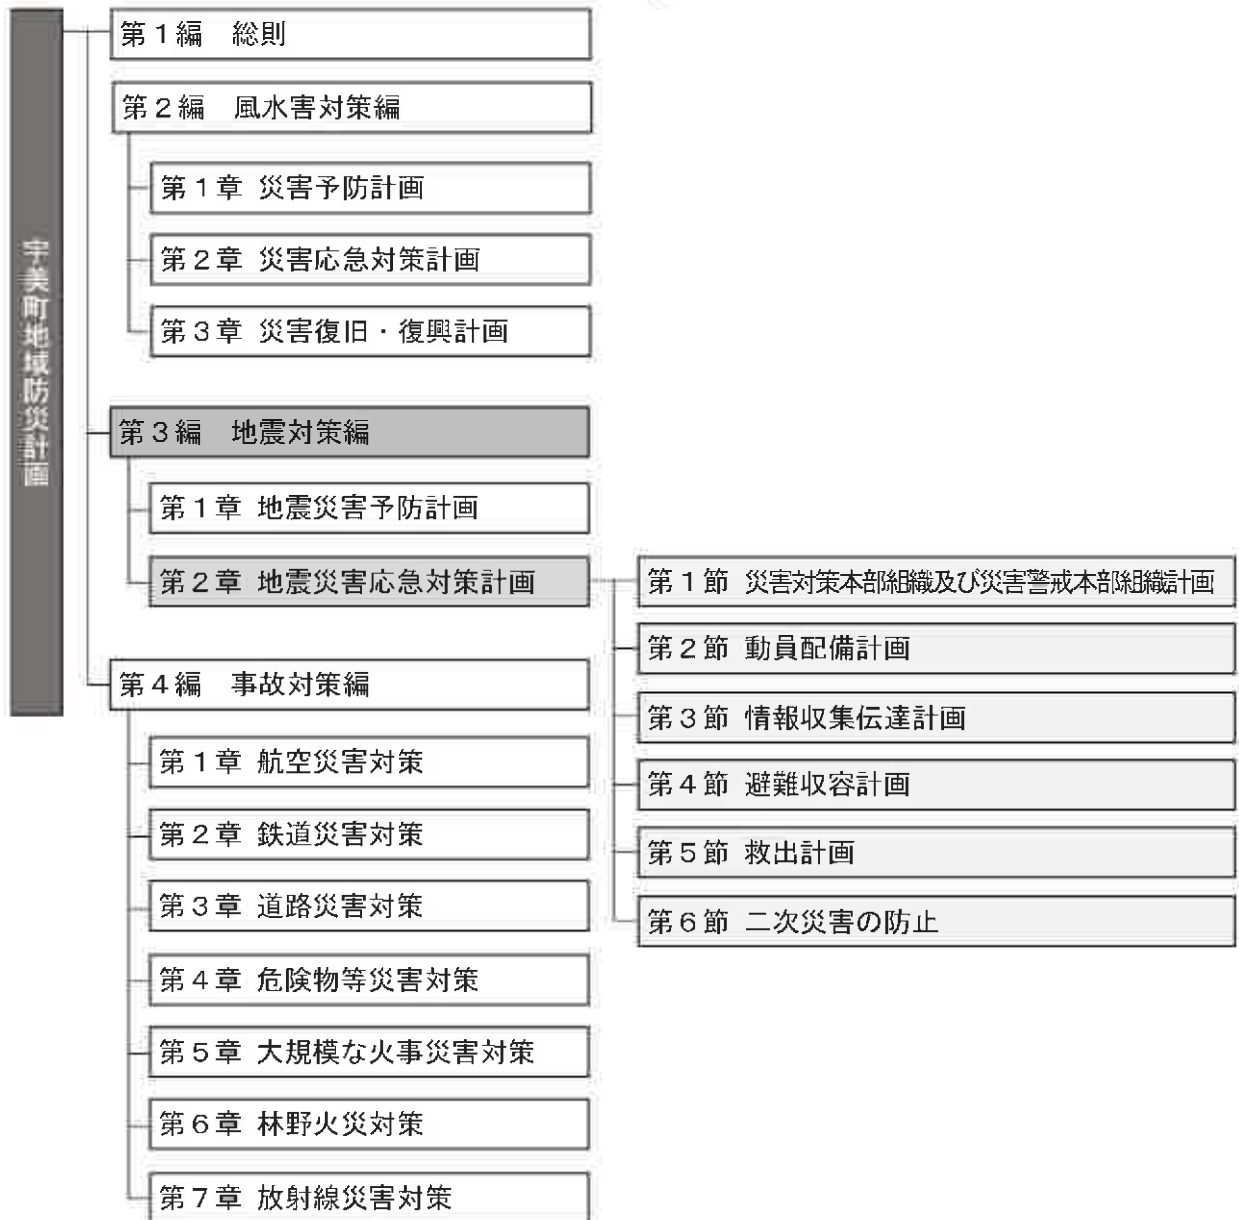 宇美町地域防災計画
第1編 総則
第2編 風水害対策編
第1章 災害予防計画
第2章 災害応急対策計画
第3章 災害復旧・復興計画
第3編 地震対策編
第1章 地震災害予防計画
第2章 地震災害応急対策計画
第1節 災害対策本部組織及び災害警戒本部組織計画
第2節 動員配備計画
第3節 情報収集伝達計画
第4節 避難収容計画
第5節 救出計画
第6節 二次災害の防止
第4編 事故対策編
第1章 航空災害対策
第2章 鉄道災害対策
第3章 道路災害対策
第4章 危険物等災害対策
第5章 大規模な火事災害対策
第6章 林野火災対策
第7章 放射線災害対策